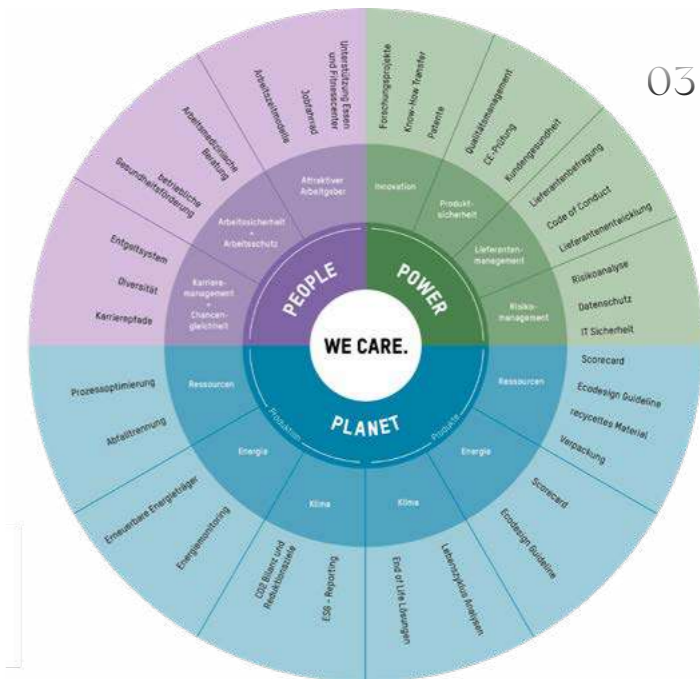 03
WE CARE.
PEOPLE
Attraktiver
Arbeitgeber
Unterstützung Essen
und Fitnesscenter
Jobfahrrad
Arbeitszeitmodelle
Arbeitssicherheit
+
Arbeitsschutz
Arbeitsmedizinische
Beratung
betriebliche
Gesundheitsförderung
Karriere-
management
+
Chancen-
gleichheit
Entgeltsystem
Diversität
Karrierepfade
POWER
Innovation
Forschungsprojekte
Know-How Transfer
Patente
Produkt-
sicherheit
Qualitätsmanagement
CE-Prüfung
Kundengesundheit
Lieferanten-
management
Lieferantenbefragung
Code of Conduct
Lieferantenentwicklung
Risiko-
management
Risikoanalyse
Datenschutz
IT Sicherheit
PLANET
Produkte
Ressourcen
Scorecard
Ecodesign Guideline
recyceltes Material
Verpackung
Energie
Scorecard
Ecodesign Guideline
Klima
Lebenszyklus Analysen
End of Life Lösungen
Produktion
Klima
ESG - Reporting
CO2 Bilanz und
Reduktionsziele
Energie
Energiemonitoring
Erneuerbare Energieträger
Ressourcen
Abfalltrennung
Prozessoptimierung